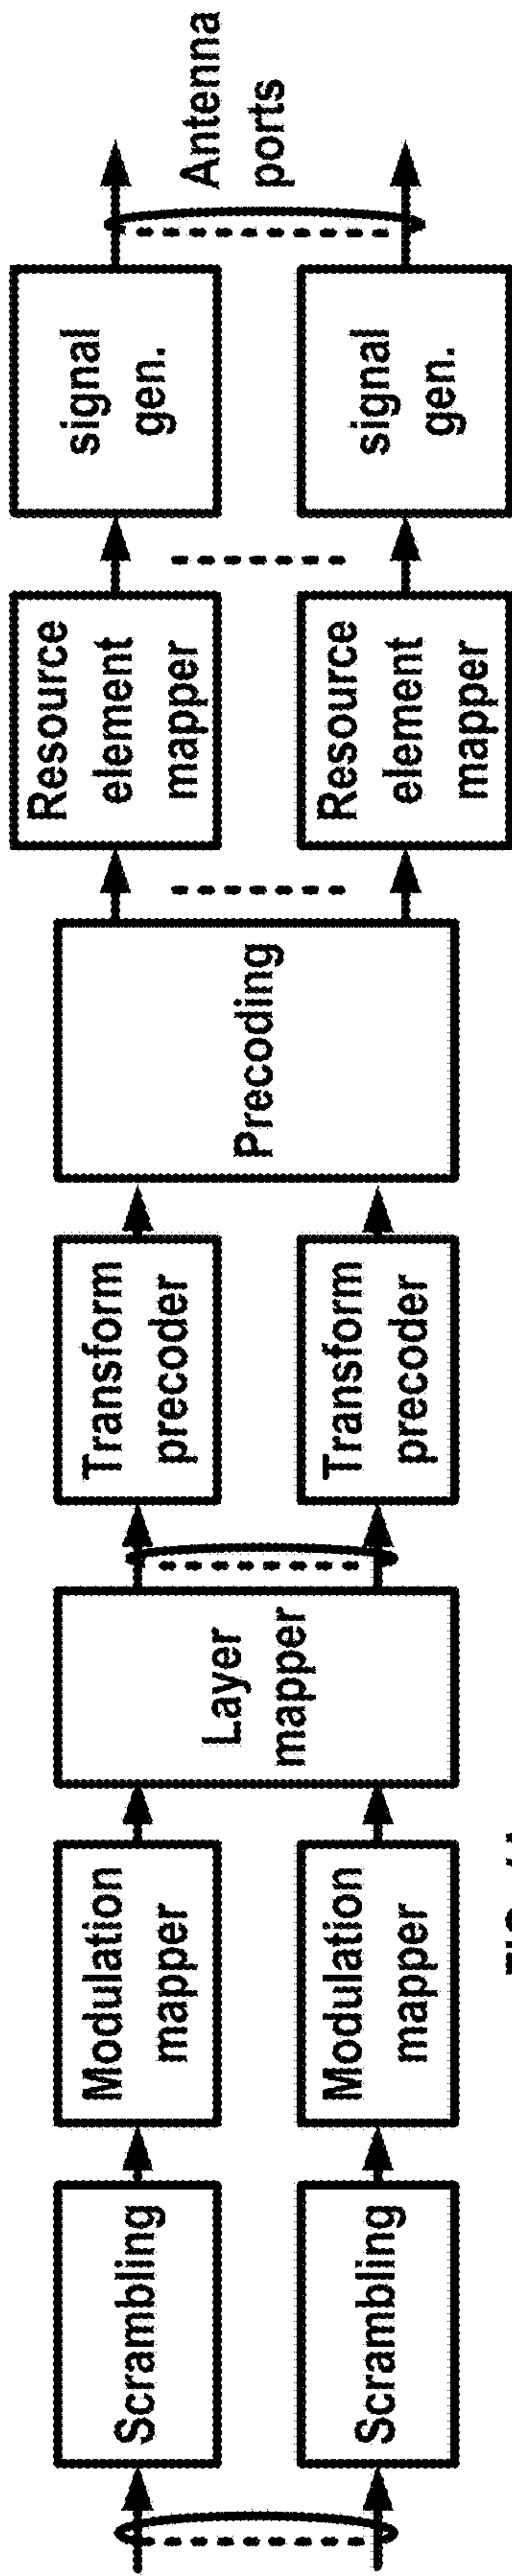 Scrambling
Scrambling
Modulation
mapper
Modulation
mapper
Layer
mapper
Transform
precoder
Transform
precoder
Precoding
Resource
element
mapper
Resource
element
mapper
signal
gen.
signal
gen.
Antenna
ports